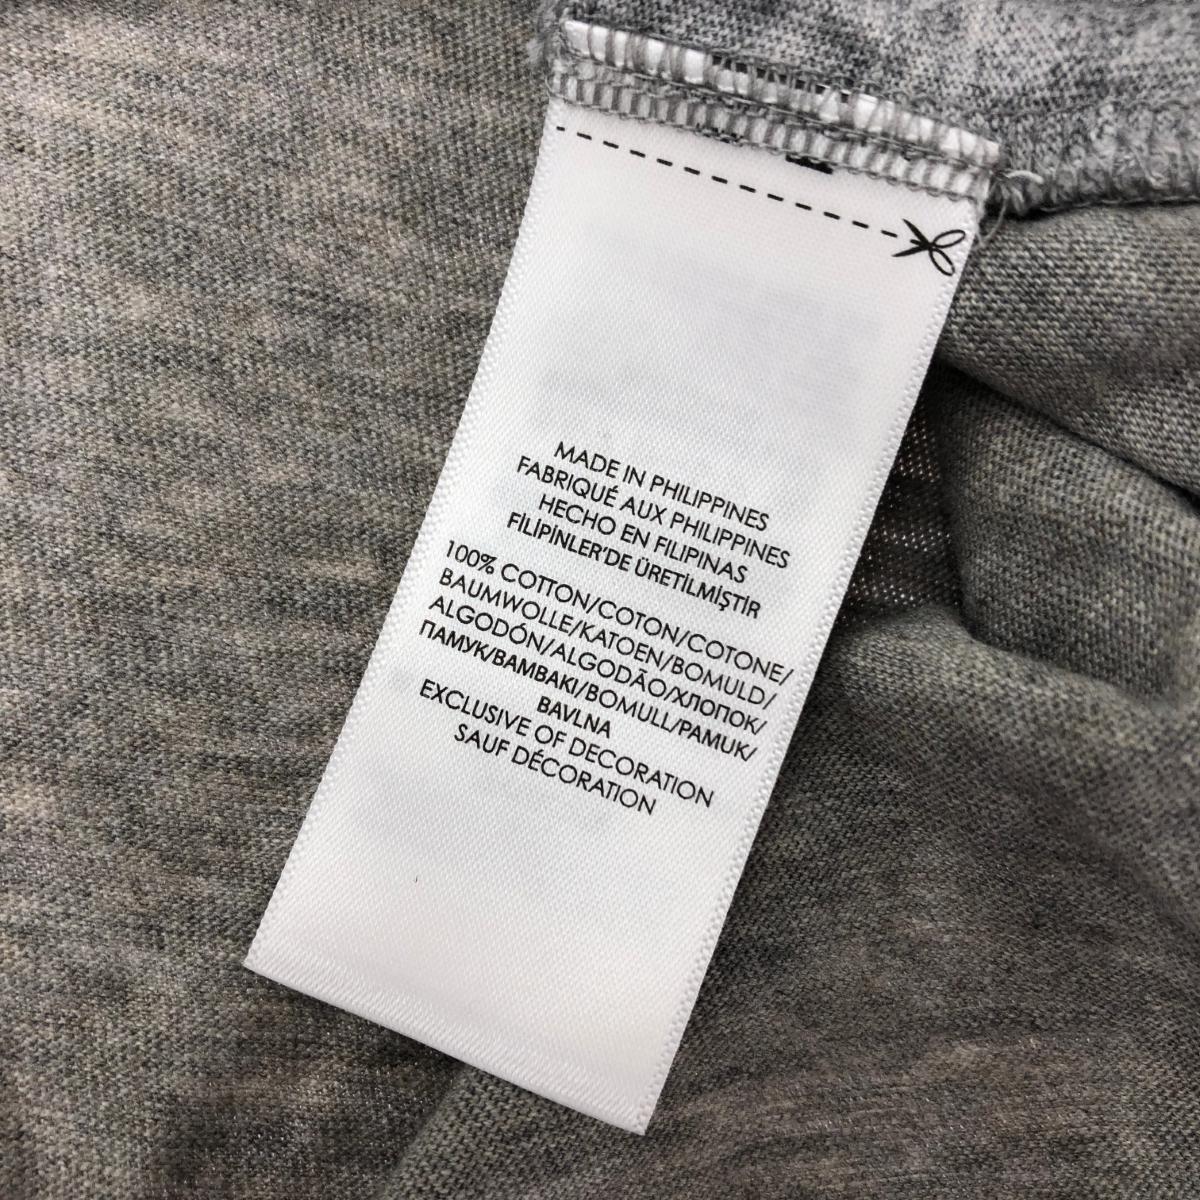 MADE IN PHILIPPINES
FABRIQUÉ AUX PHILIPPINES
HECHO EN FILIPINAS
FİLİPİNLER'DE ÜRETİLMİŞTİR
100% COTTON/COTON/COTONE/
BAUMWOLLE/KATOEN/BOMULD/
ALGODÓN/ALGODÃO/ХЛОПОК/
ПАМУК/ΒΑΜΒΑΚΙ/BOMULL/PAMUK/
BAVLNA
EXCLUSIVE OF DECORATION
SAUF DÉCORATION